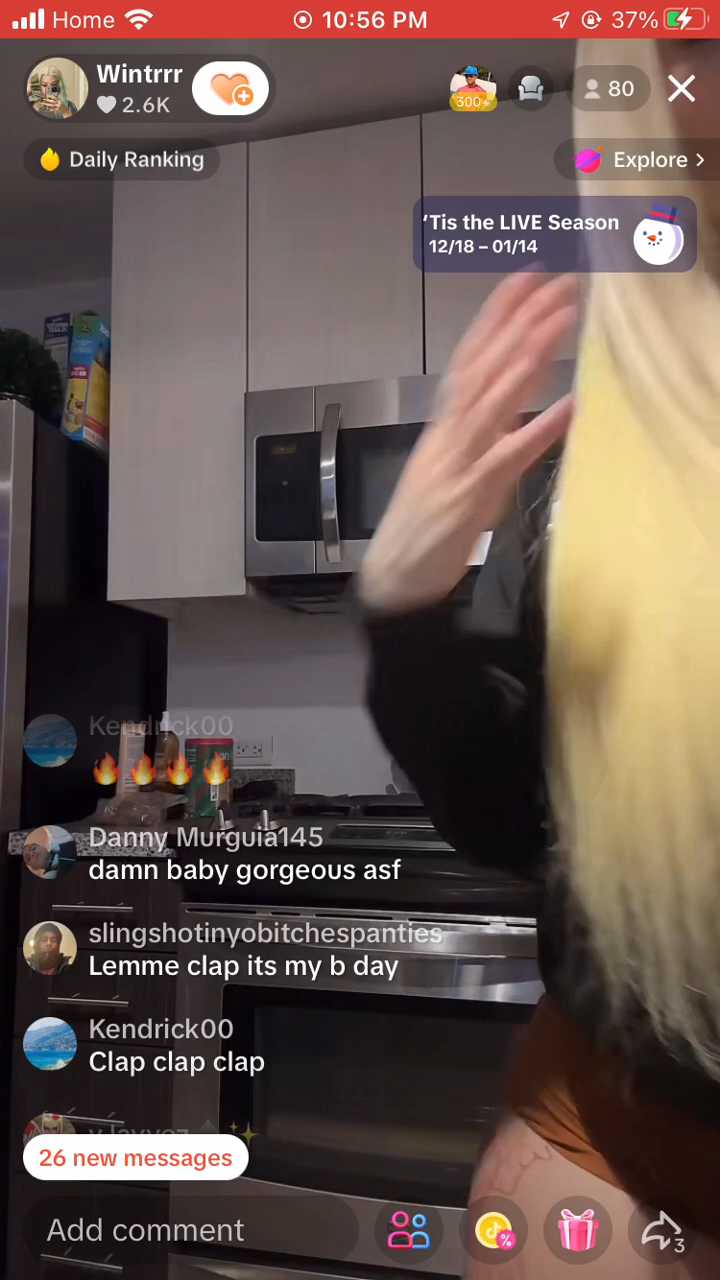 Home
10:56 PM
37%
Wintrrr
2.6K
300+
80
Daily Ranking
Explore >
'Tis the LIVE Season
12/18 – 01/14
Kendrick00
🔥🔥🔥🔥
Danny Murguia145
damn baby gorgeous asf
slingshotinyobitchespanties
Lemme clap its my b day
Kendrick00
Clap clap clap
26 new messages
Add comment
3